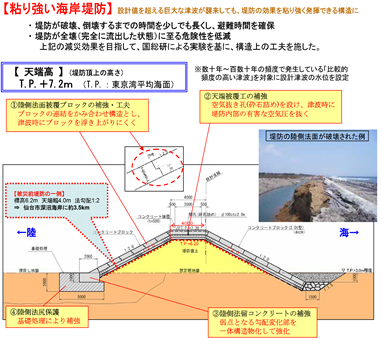 【粘り強い海岸堤防】設計値を超える巨大な津波が来襲しても、堤防の効果を粘り強く発揮できる構造に
・堤防が破壊、倒壊するまでの時間を少しでも長くし、避難時間を確保
・堤防が全壊(完全に流出した状態)に至る危険性を低減
上記の減災効果を目指して、国総研による実験を基に、構造上の工夫を施した。
【 天端高 】(堤防頂上の高さ)
T.P.+7.2m (T.P.:東京湾平均海面)
※数十年~百数十年の頻度で発生している「比較的
頻度の高い津波」を対象に設計津波の水位を設定
①陸側法面被覆ブロックの補強・工夫
ブロックの連結をかみ合わせ構造とし、
津波時にブロックを浮き上がりにくく
②天端被覆工の補強
空気抜き孔(砕石詰め)を設け、津波時に
堤防内部の有害な空気圧を抜く
堤防の陸側法面が破壊された例
【被災前堤防の一例】
標高6.2m 天端幅4.0m 法勾配1:2
⇒ 仙台市深沼海岸に約3.5km
←陸
海→
コンクリートブロック
④陸側法尻保護
基礎処理により補強
③陸側法留コンクリートの補強
弱点となる勾配変化部を
一体構造物化して強化